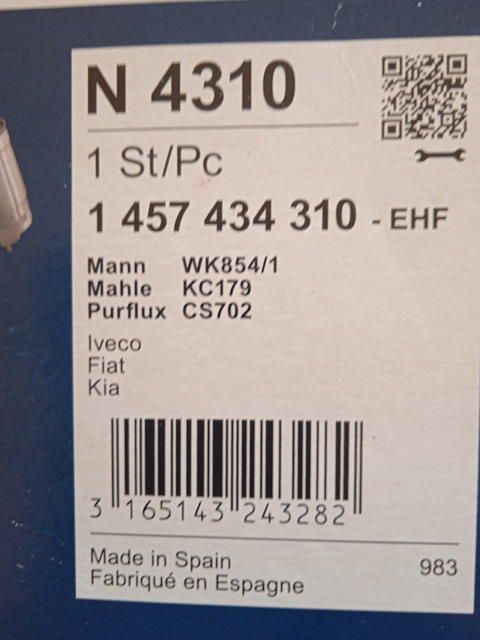 N 4310
1 St/Pc
1 457 434 310 - EHF
Mann WK854/1
Mahle KC179
Purflux CS702
Iveco
Fiat
Kia
3 165143 243282
Made in Spain
Fabriqué en Espagne
983